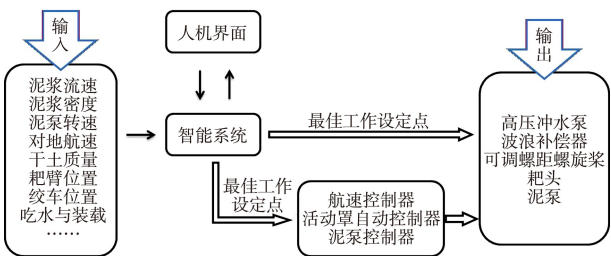 输
入
泥浆流速
泥浆密度
泥泵转速
对地航速
干土质量
耙臂位置
绞车位置
吃水与装载
……
人机界面
智能系统
最佳工作设定点
最佳工作
设定点
航速控制器
活动罩自动控制器
泥泵控制器
输
出
高压冲水泵
波浪补偿器
可调螺距螺旋桨
耙头
泥泵